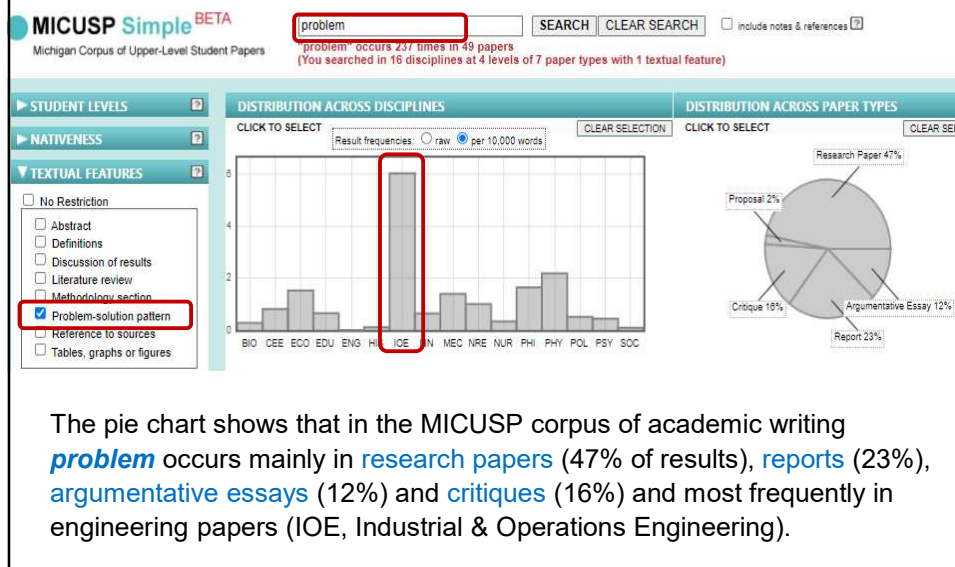 MICUSP Simple BETA
Michigan Corpus of Upper-Level Student Papers
problem
SEARCH
CLEAR SEARCH
include notes & references ?
"problem" occurs 237 times in 49 papers
(You searched in 16 disciplines at 4 levels of 7 paper types with 1 textual feature)
STUDENT LEVELS ?
NATIVENESS ?
TEXTUAL FEATURES ?
No Restriction
Abstract
Definitions
Discussion of results
Literature review
Methodology section
Problem-solution pattern
Reference to sources
Tables, graphs or figures
DISTRIBUTION ACROSS DISCIPLINES
CLICK TO SELECT
Result frequencies: raw per 10,000 words
CLEAR SELECTION
6
4
2
0
BIO CEE ECO EDU ENG HIS IOE LIN MEC NRE NUR PHI PHY POL PSY SOC
DISTRIBUTION ACROSS PAPER TYPES
CLICK TO SELECT
CLEAR SEL
Research Paper 47%
Proposal 2%
Critique 16%
Argumentative Essay 12%
Report 23%
The pie chart shows that in the MICUSP corpus of academic writing
problem occurs mainly in research papers (47% of results), reports (23%),
argumentative essays (12%) and critiques (16%) and most frequently in
engineering papers (IOE, Industrial & Operations Engineering).